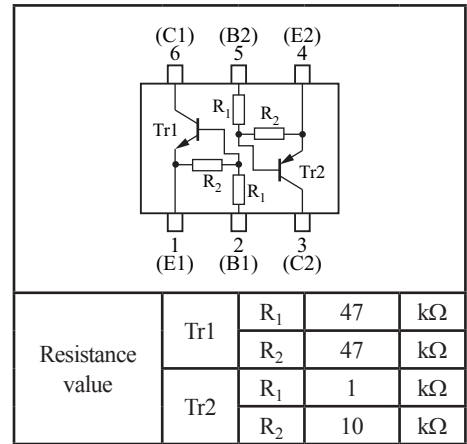 (C1) (B2) (E2)
6 5 4
R₁ R₂
Tr1
R₂ R₁ Tr2
1 2 3
(E1) (B1) (C2)
Resistance value Tr1 R₁ 47 kΩ
R₂ 47 kΩ
Tr2 R₁ 1 kΩ
R₂ 10 kΩ